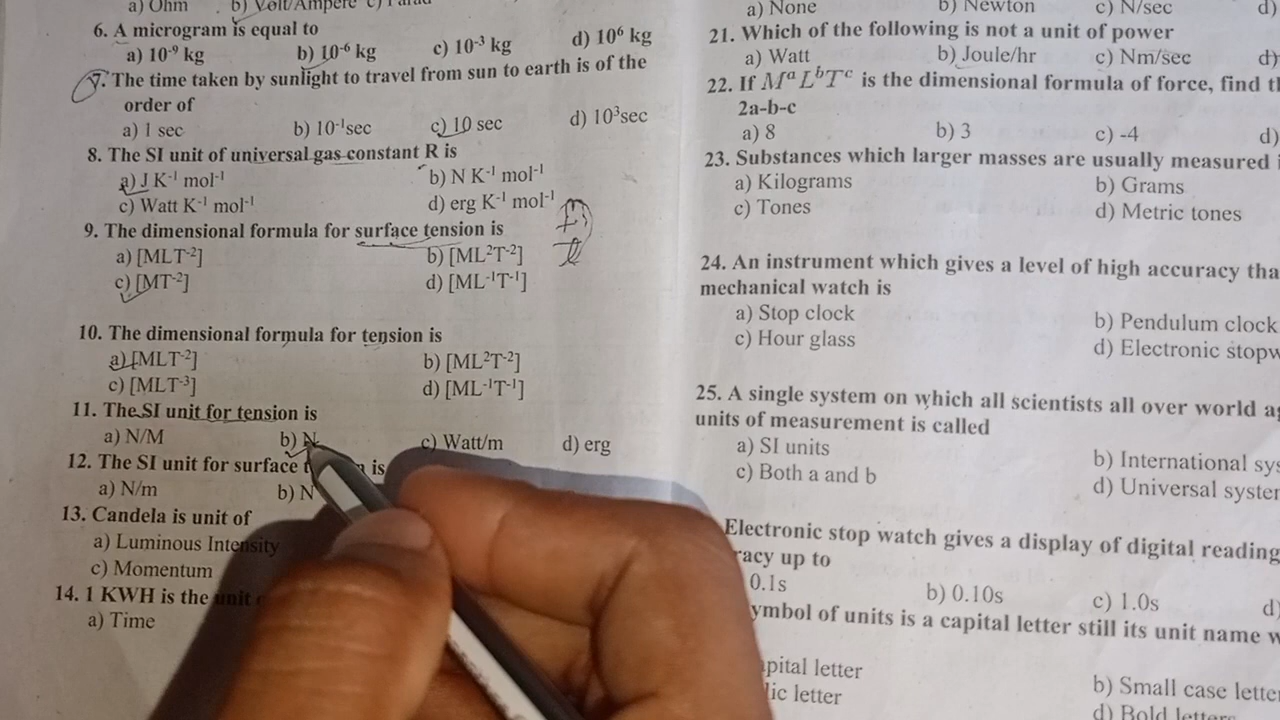 a) Ohm b) Volt/Ampere c) Farad
6. A microgram is equal to
a) 10⁻⁹ kg b) 10⁻⁶ kg c) 10⁻³ kg d) 10⁶ kg
7. The time taken by sunlight to travel from sun to earth is of the
order of
a) 1 sec b) 10⁻¹sec c) 10 sec d) 10³sec
8. The SI unit of universal gas constant R is
a) J K⁻¹ mol⁻¹ b) N K⁻¹ mol⁻¹
c) Watt K⁻¹ mol⁻¹ d) erg K⁻¹ mol⁻¹
9. The dimensional formula for surface tension is
a) [MLT⁻²] b) [ML²T⁻²]
c) [MT⁻²] d) [ML⁻¹T⁻¹]
10. The dimensional formula for tension is
a) [MLT⁻²] b) [ML²T⁻²]
c) [MLT⁻³] d) [ML⁻¹T⁻¹]
11. The SI unit for tension is
a) N/M b) N c) Watt/m d) erg
12. The SI unit for surface is
a) N/m b) N
13. Candela is unit of
a) Luminous Intensity
c) Momentum
14. 1 KWH is the unit
a) Time
a) None b) Newton c) N/sec d)
21. Which of the following is not a unit of power
a) Watt b) Joule/hr c) Nm/sec d)
22. If MᵃLᵇTᶜ is the dimensional formula of force, find
2a-b-c
a) 8 b) 3 c) -4 d)
23. Substances which larger masses are usually measured
a) Kilograms b) Grams
c) Tones d) Metric tones
24. An instrument which gives a level of high accuracy
mechanical watch is
a) Stop clock b) Pendulum clock
c) Hour glass d) Electronic
25. A single system on which all scientists all over world
units of measurement is called
a) SI units b) International
c) Both a and b d) Universal
Electronic stop watch gives a display of digital reading
up to
0.1s b) 0.10s c) 1.0s d)
of units is a capital letter still its unit name
letter b) Small case
letter d) Bold